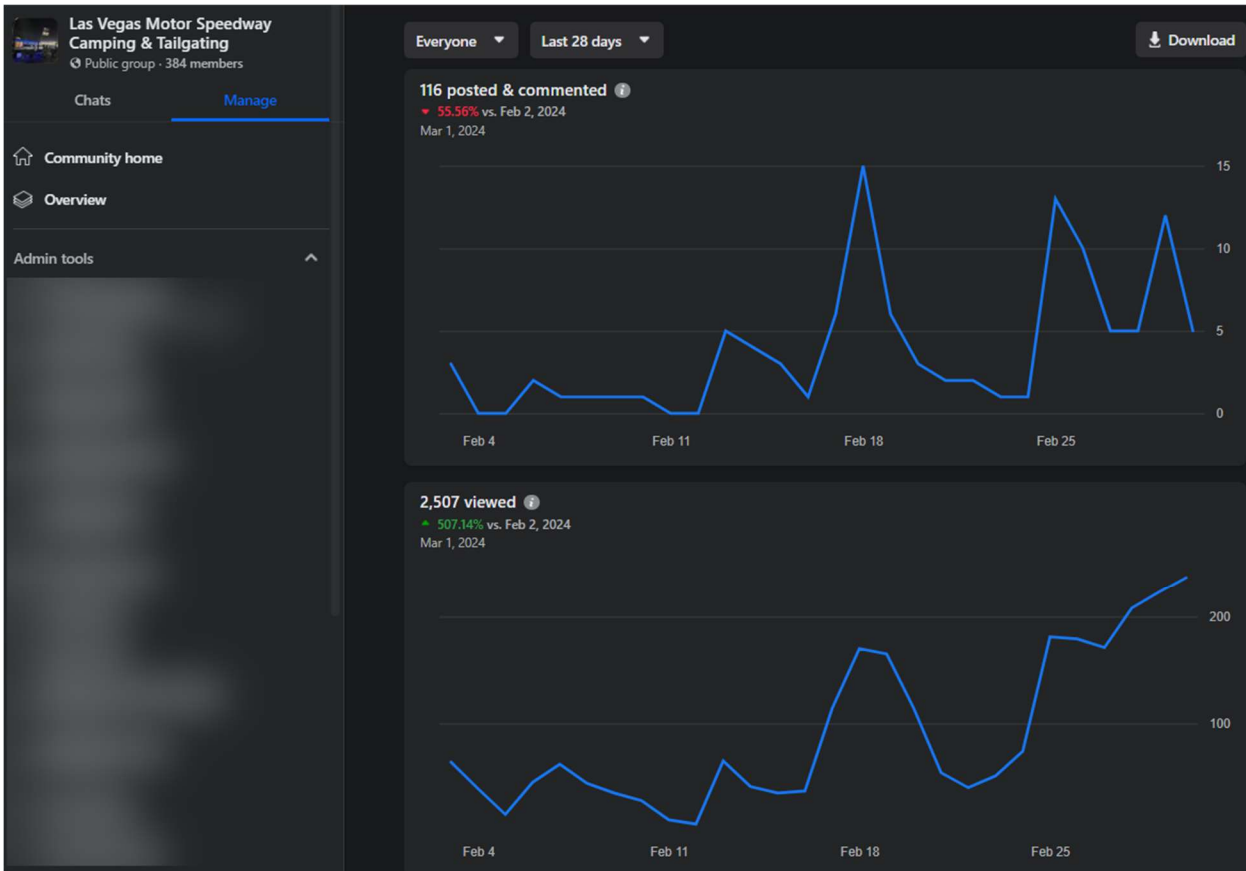 Las Vegas Motor Speedway
Camping & Tailgating
Public group · 384 members
Chats
Manage
Community home
Overview
Admin tools
Everyone
Last 28 days
Download
116 posted & commented
55.56% vs. Feb 2, 2024
Mar 1, 2024
15
10
5
0
Feb 4
Feb 11
Feb 18
Feb 25
2,507 viewed
507.14% vs. Feb 2, 2024
Mar 1, 2024
200
100
Feb 4
Feb 11
Feb 18
Feb 25